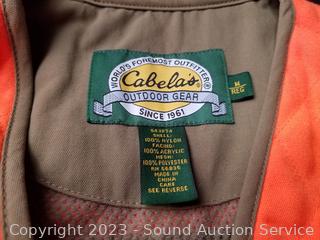 WORLD'S FOREMOST OUTFITTER®
Cabela's
OUTDOOR GEAR
SINCE 1961
M
REG
SHELL:
100% NYLON
FACING:
100% ACRYLIC
MESH:
100% POLYESTER
RN 56835
MADE IN
CHINA
CARE
SEE REVERSE
Copyright 2023 - Sound Auction Service